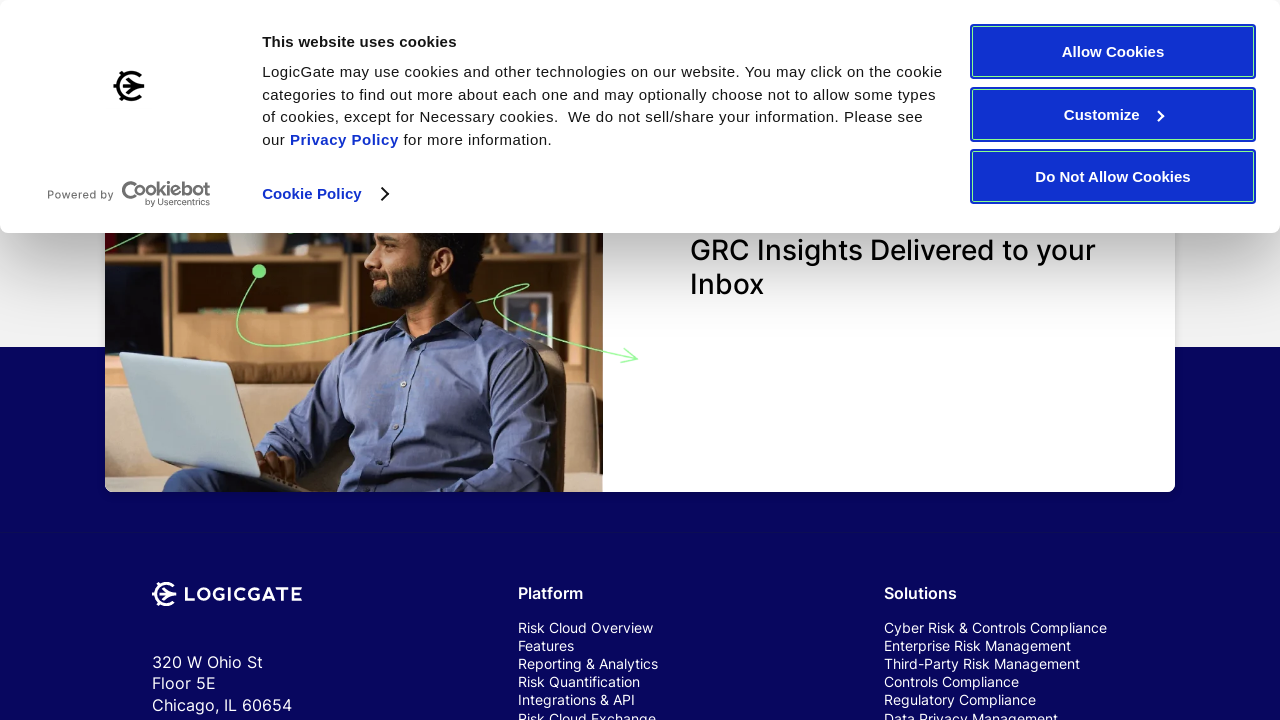 This website uses cookies
LogicGate may use cookies and other technologies on our website. You may click on the cookie
categories to find out more about each one and may optionally choose not to allow some types
of cookies, except for Necessary cookies.  We do not sell/share your information. Please see
our Privacy Policy for more information.
Cookie Policy
Powered by Cookiebot
by Usercentrics
Allow Cookies
Customize
Do Not Allow Cookies
GRC Insights Delivered to your
Inbox
LOGICGATE
320 W Ohio St
Floor 5E
Chicago, IL 60654
Platform
Risk Cloud Overview
Features
Reporting & Analytics
Risk Quantification
Integrations & API
Risk Cloud Exchange
Solutions
Cyber Risk & Controls Compliance
Enterprise Risk Management
Third-Party Risk Management
Controls Compliance
Regulatory Compliance
Data Privacy Management